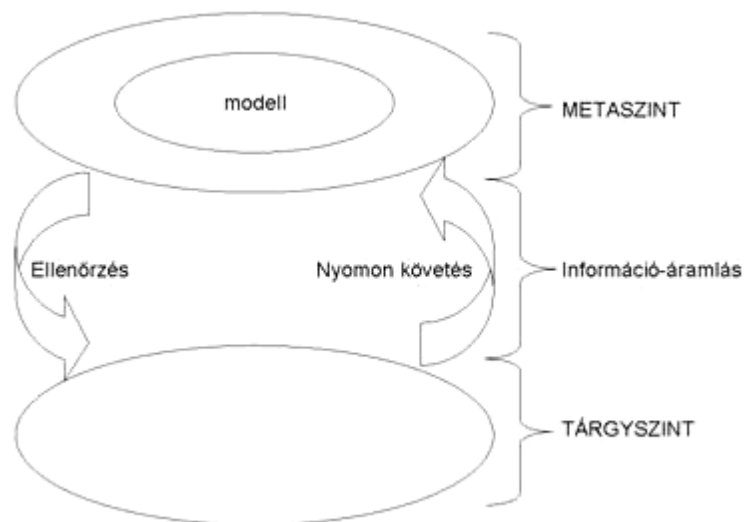 modell
METASZINT
Ellenőrzés
Nyomon követés
Információ-áramlás
TÁRGYSZINT